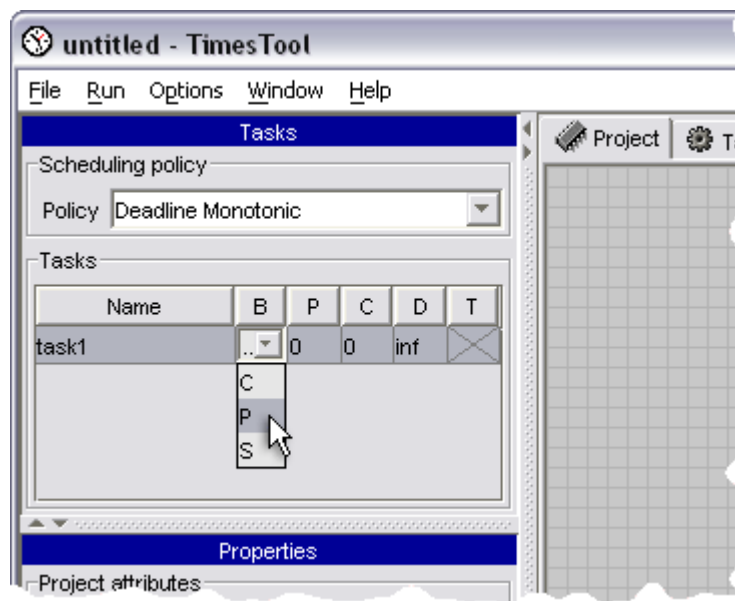 untitled - TimesTool
File Run Options Window Help
Tasks
Project
Scheduling policy
Policy Deadline Monotonic
Tasks
Name B P C D T
task1 ... 0 0 inf
C
P
S
Properties
Project attributes